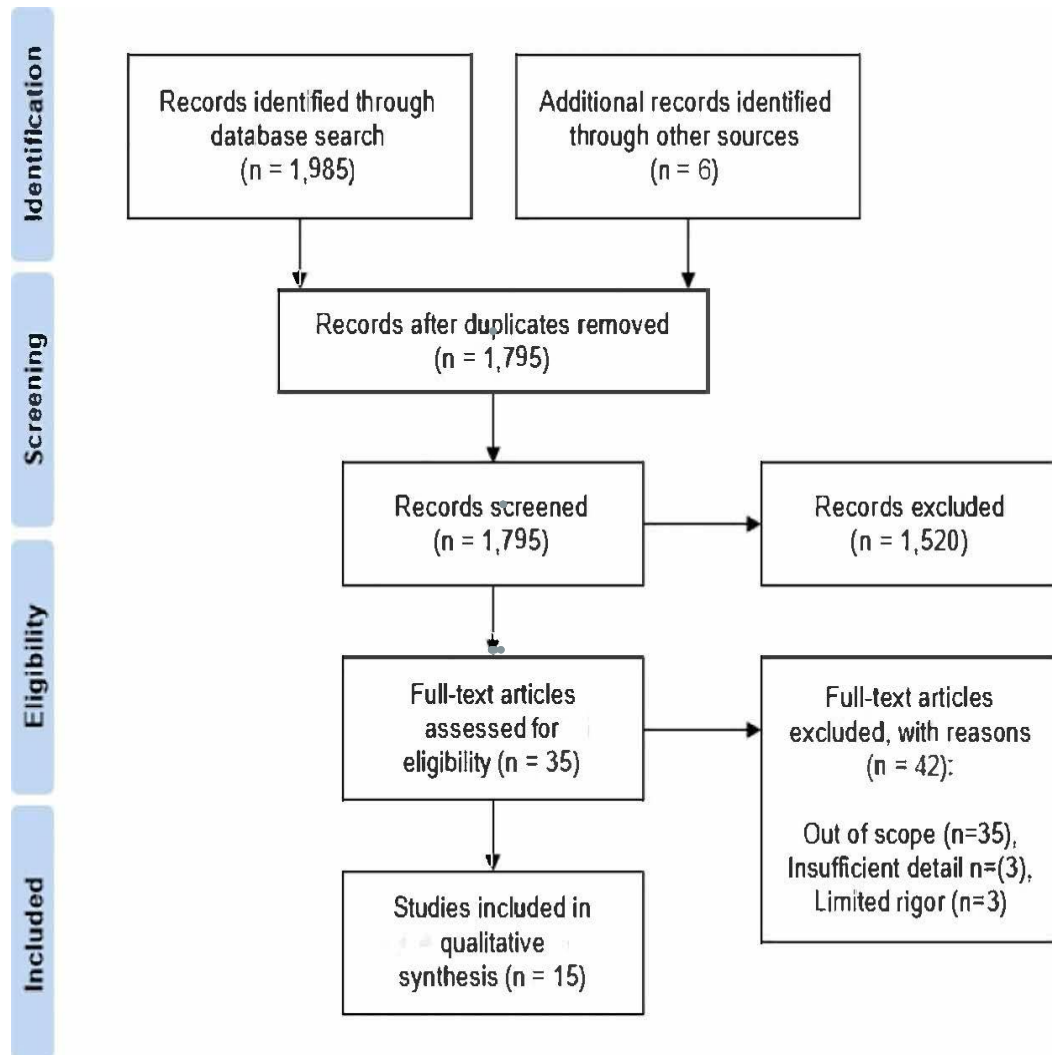 Identification
Records identified through
database search
(n = 1,985)
Additional records identified
through other sources
(n = 6)
Screening
Records after duplicates removed
(n = 1,795)
Records screened
(n = 1,795)
Records excluded
(n = 1,520)
Eligibility
Full-text articles
assessed for
eligibility (n = 35)
Full-text articles
excluded, with reasons
(n = 42):
Out of scope (n=35),
Insufficient detail n=(3),
Limited rigor (n=3)
Included
Studies included in
qualitative
synthesis (n = 15)